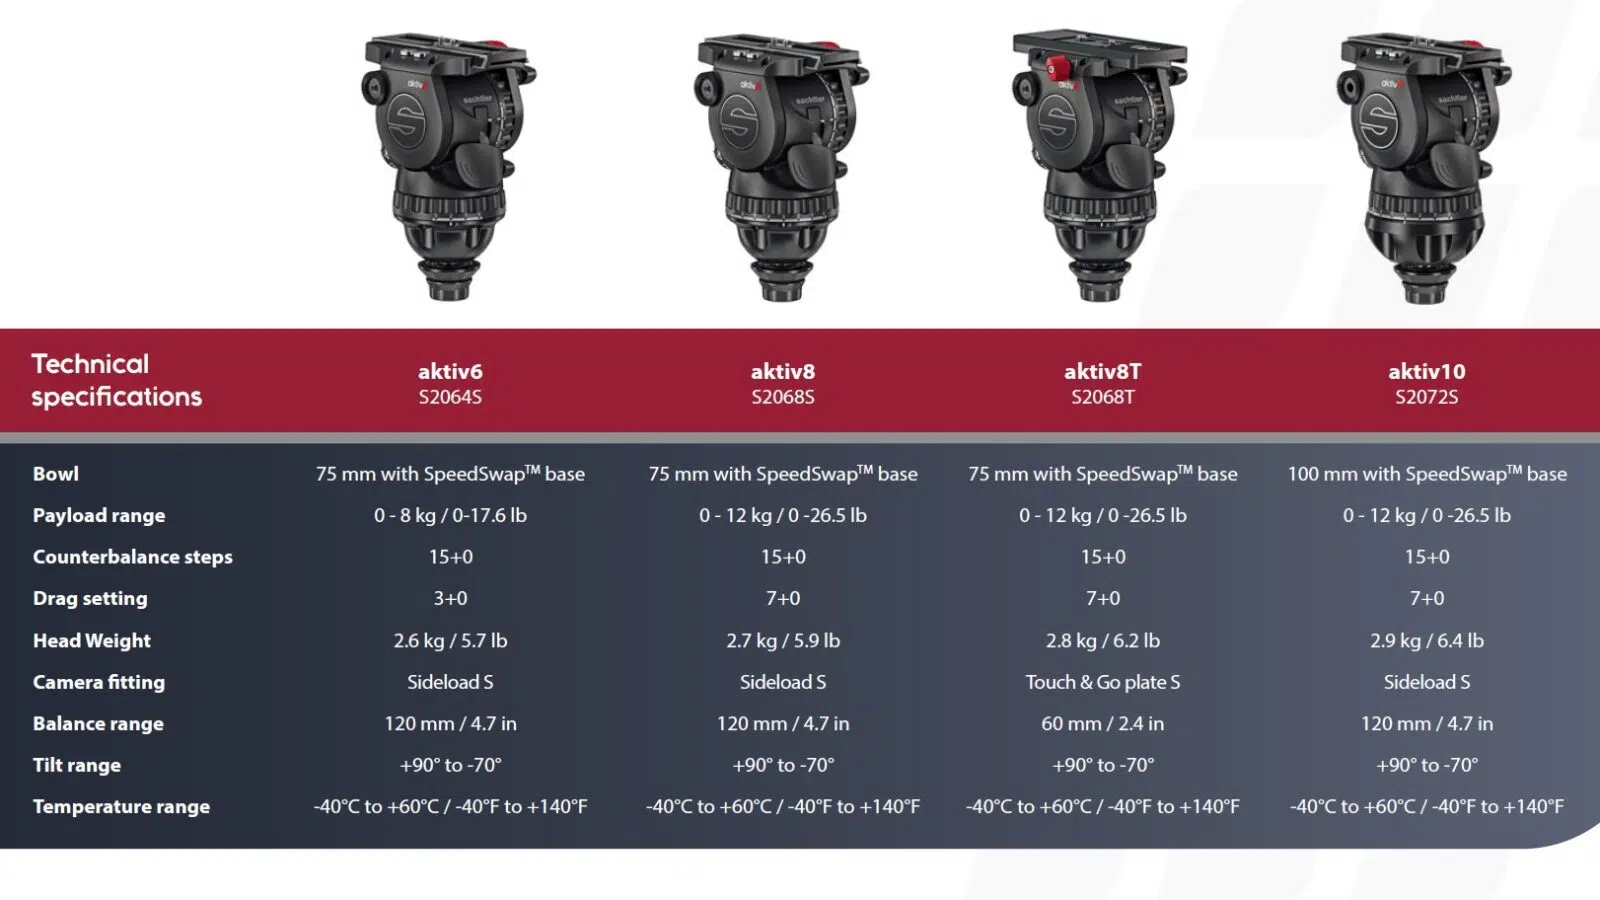 aktiv6
sachtler
aktiv8
sachtler
aktiv8
sachtler
aktiv
sachtler
Technical
specifications
aktiv6
S2064S
aktiv8
S2068S
aktiv8T
S2068T
aktiv10
S2072S
Bowl 75 mm with SpeedSwap™ base 75 mm with SpeedSwap™ base 75 mm with SpeedSwap™ base 100 mm with SpeedSwap™ base
Payload range 0 - 8 kg / 0-17.6 lb 0 - 12 kg / 0 -26.5 lb 0 - 12 kg / 0 -26.5 lb 0 - 12 kg / 0 -26.5 lb
Counterbalance steps 15+0 15+0 15+0 15+0
Drag setting 3+0 7+0 7+0 7+0
Head Weight 2.6 kg / 5.7 lb 2.7 kg / 5.9 lb 2.8 kg / 6.2 lb 2.9 kg / 6.4 lb
Camera fitting Sideload S Sideload S Touch & Go plate S Sideload S
Balance range 120 mm / 4.7 in 120 mm / 4.7 in 60 mm / 2.4 in 120 mm / 4.7 in
Tilt range +90° to -70° +90° to -70° +90° to -70° +90° to -70°
Temperature range -40°C to +60°C / -40°F to +140°F -40°C to +60°C / -40°F to +140°F -40°C to +60°C / -40°F to +140°F -40°C to +60°C / -40°F to +140°F